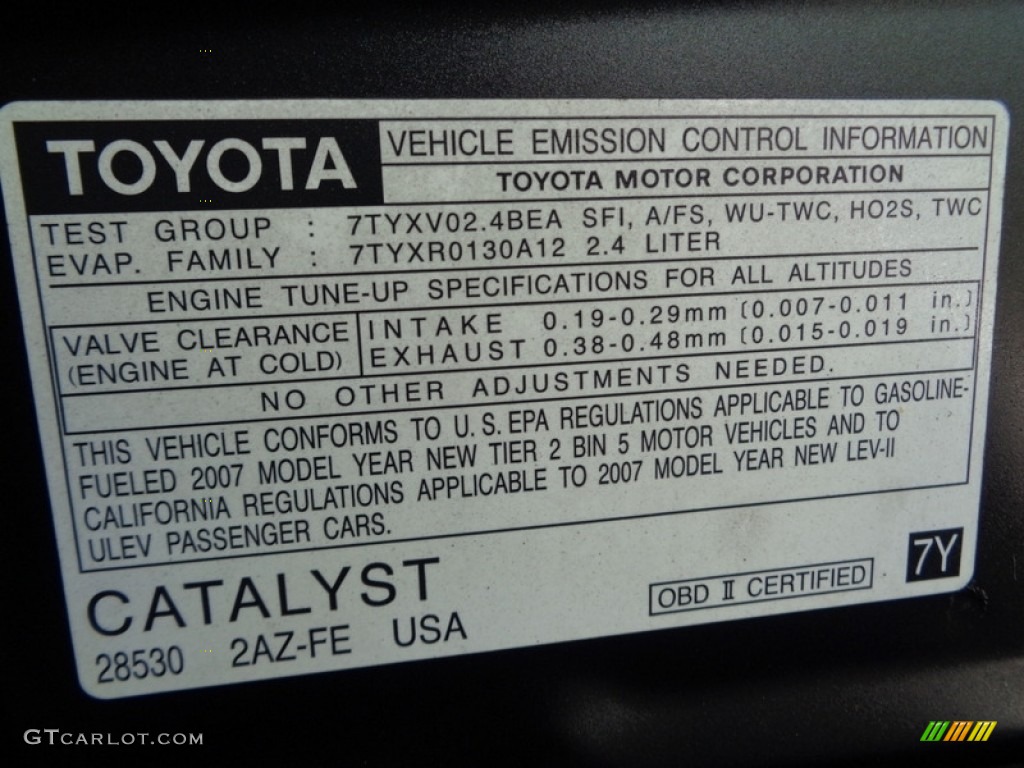 TOYOTA
VEHICLE EMISSION CONTROL INFORMATION
TOYOTA MOTOR CORPORATION
TEST GROUP : 7TYXV02.4BEA SFI, A/FS, WU-TWC, HO2S, TWC
EVAP. FAMILY : 7TYXR0130A12 2.4 LITER
ENGINE TUNE-UP SPECIFICATIONS FOR ALL ALTITUDES
VALVE CLEARANCE
(ENGINE AT COLD)
INTAKE 0.19-0.29mm (0.007-0.011 in.)
EXHAUST 0.38-0.48mm (0.015-0.019 in.)
NO OTHER ADJUSTMENTS NEEDED.
THIS VEHICLE CONFORMS TO U.S.EPA REGULATIONS APPLICABLE TO GASOLINE-
FUELED 2007 MODEL YEAR NEW TIER 2 BIN 5 MOTOR VEHICLES AND TO
CALIFORNIA REGULATIONS APPLICABLE TO 2007 MODEL YEAR NEW LEV-II
ULEV PASSENGER CARS.
CATALYST
28530 2AZ-FE USA
OBD II CERTIFIED
7Y
GTCARLOT.COM